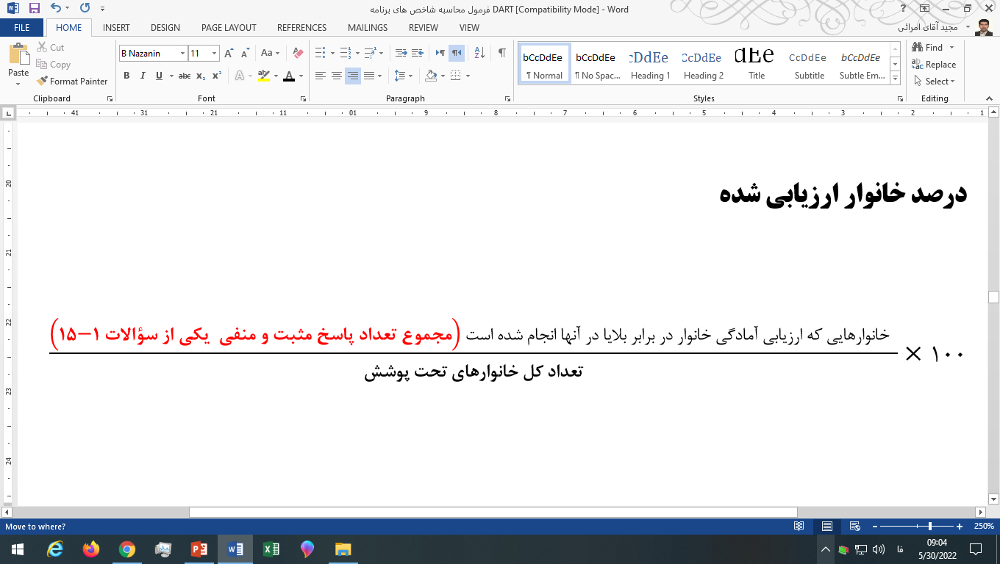 فرمول محاسبه شاخص های برنامه DART [Compatibility Mode] - Word
FILE HOME INSERT DESIGN PAGE LAYOUT REFERENCES MAILINGS REVIEW VIEW مجید آقای امرائی
Paste
Cut
Copy
Format Painter
Clipboard
B Nazanin 11
Font
Paragraph
bCcDdEe bCcDdEe ɔDdEe CcDdEe dEe CcDdEe bCcDdEe
¶ Normal ¶ No Spac... Heading 1 Heading 2 Title Subtitle Subtle Em...
Styles
Find
Replace
Select
Editing
41 31 21 11 01 9 8 7 6 5 4 3 2 1
20
21
22
23
24
درصد خانوار ارزیابی شده
خانوارهایی که ارزیابی آمادگی خانوار در برابر بلایا در آنها انجام شده است (مجموع تعداد پاسخ مثبت و منفی یکی از سؤالات ۱-۱۵)
× ۱۰۰
تعداد کل خانوارهای تحت پوشش
Move to where? 250%
فا
09:04
5/30/2022